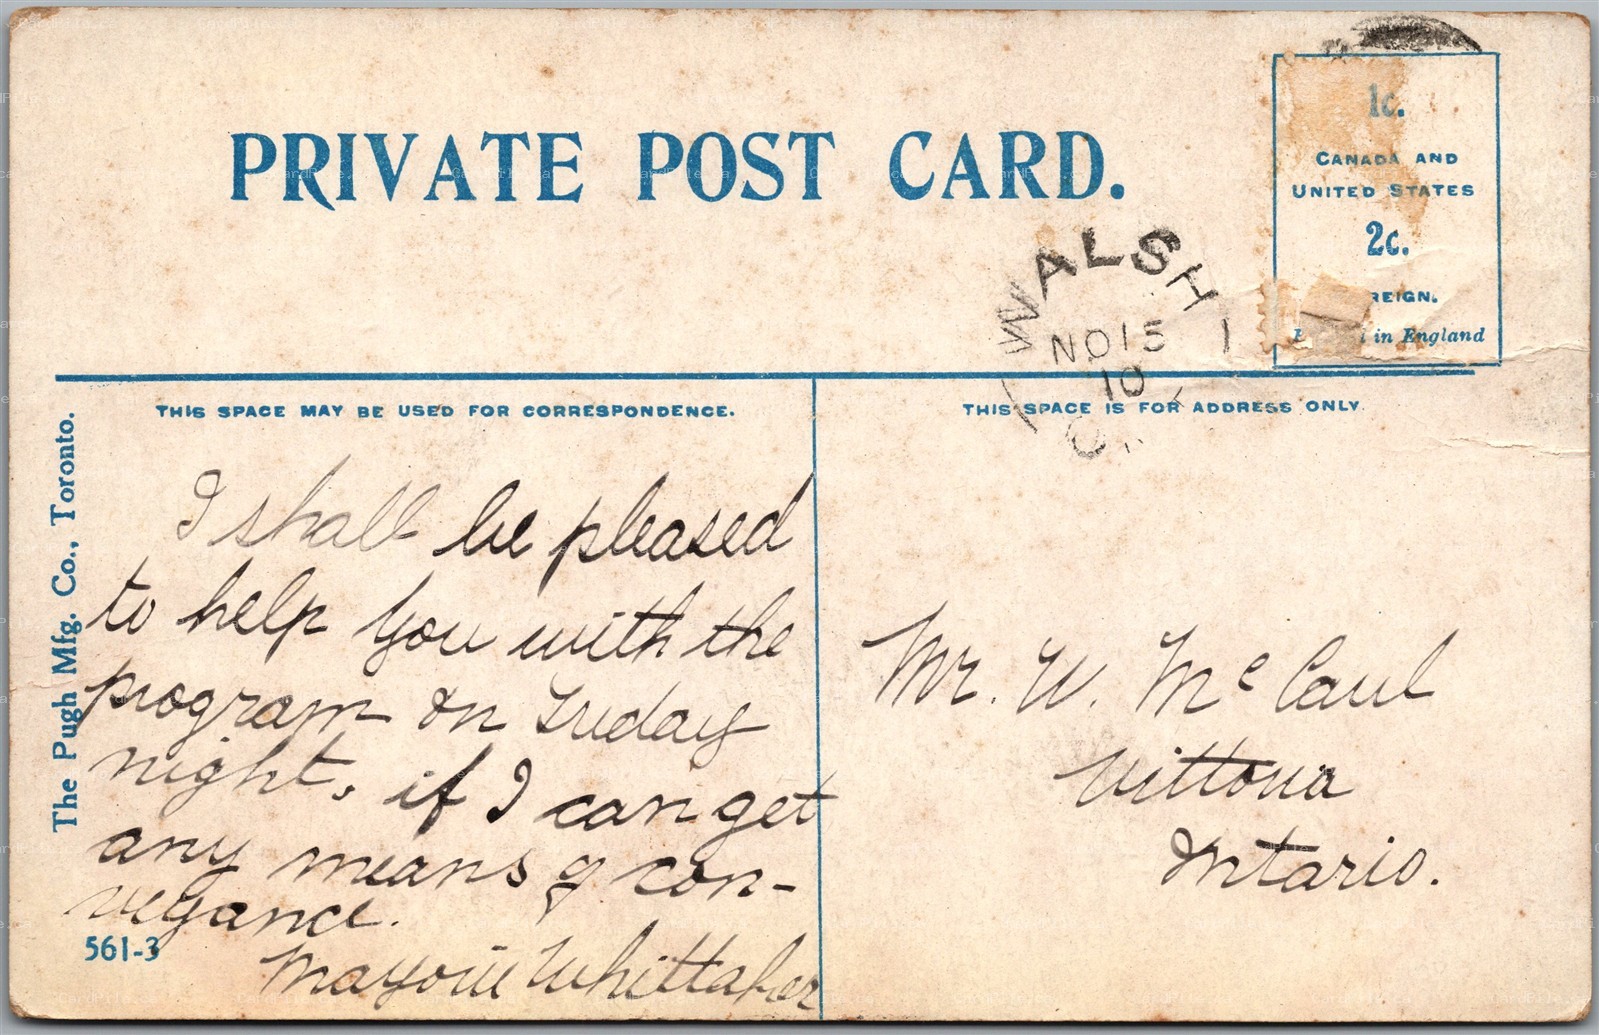 PRIVATE POST CARD.
1c.
CANADA AND
UNITED STATES
2c.
REIGN.
in England
WALSH
NO 15
10
THIS SPACE MAY BE USED FOR CORRESPONDENCE.
THIS SPACE IS FOR ADDRESS ONLY.
The Pugh Mfg. Co., Toronto.
I shall be pleased
to help you with the
program on Friday
night, if I can get
any means of con-
veyance.
Marjorie Whittaker
561-3
Mr. W. McCaul
Vittoria
Ontario.